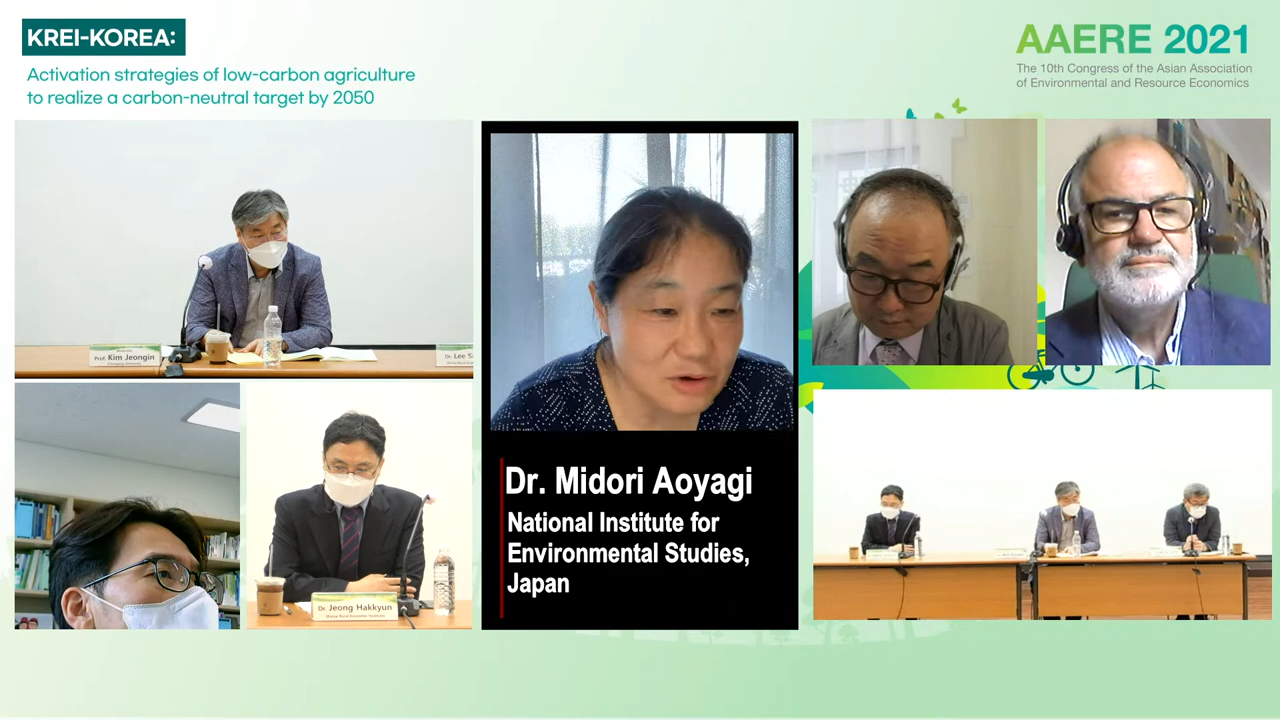 KREI-KOREA:
Activation strategies of low-carbon agriculture
to realize a carbon-neutral target by 2050
AAERE 2021
The 10th Congress of the Asian Association
of Environmental and Resource Economics
Prof. Kim Jeongin
Dr. Lee
Dr. Jeong Hakkyun
Dr. Midori Aoyagi
National Institute for
Environmental Studies,
Japan